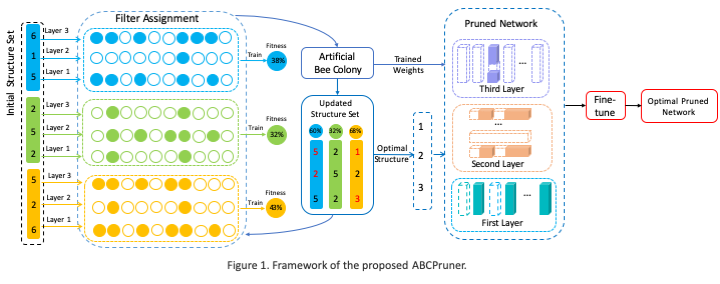 Initial Structure Set
6
1
5
2
5
2
5
2
6
Layer 3
Layer 2
Layer 1
Layer 3
Layer 2
Layer 1
Layer 3
Layer 2
Layer 1
Filter Assignment
Train
Fitness
38%
Train
Fitness
32%
Train
Fitness
43%
Artificial
Bee Colony
Updated
Structure Set
60% 32% 68%
5 2 1
2 5 2
5 2 3
Trained
Weights
Optimal
Structure
1
2
3
Pruned Network
...
Third Layer
...
Second Layer
...
First Layer
Fine-
tune
Optimal Pruned
Network
Figure 1. Framework of the proposed ABCPruner.